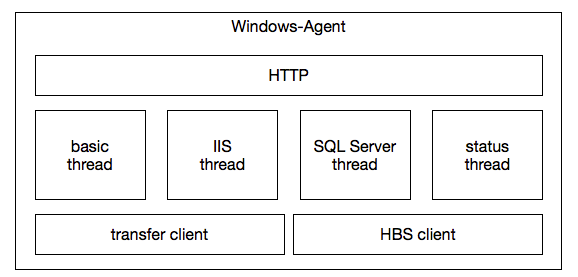 Windows-Agent
HTTP
basic
thread
IIS
thread
SQL Server
thread
status
thread
transfer client
HBS client